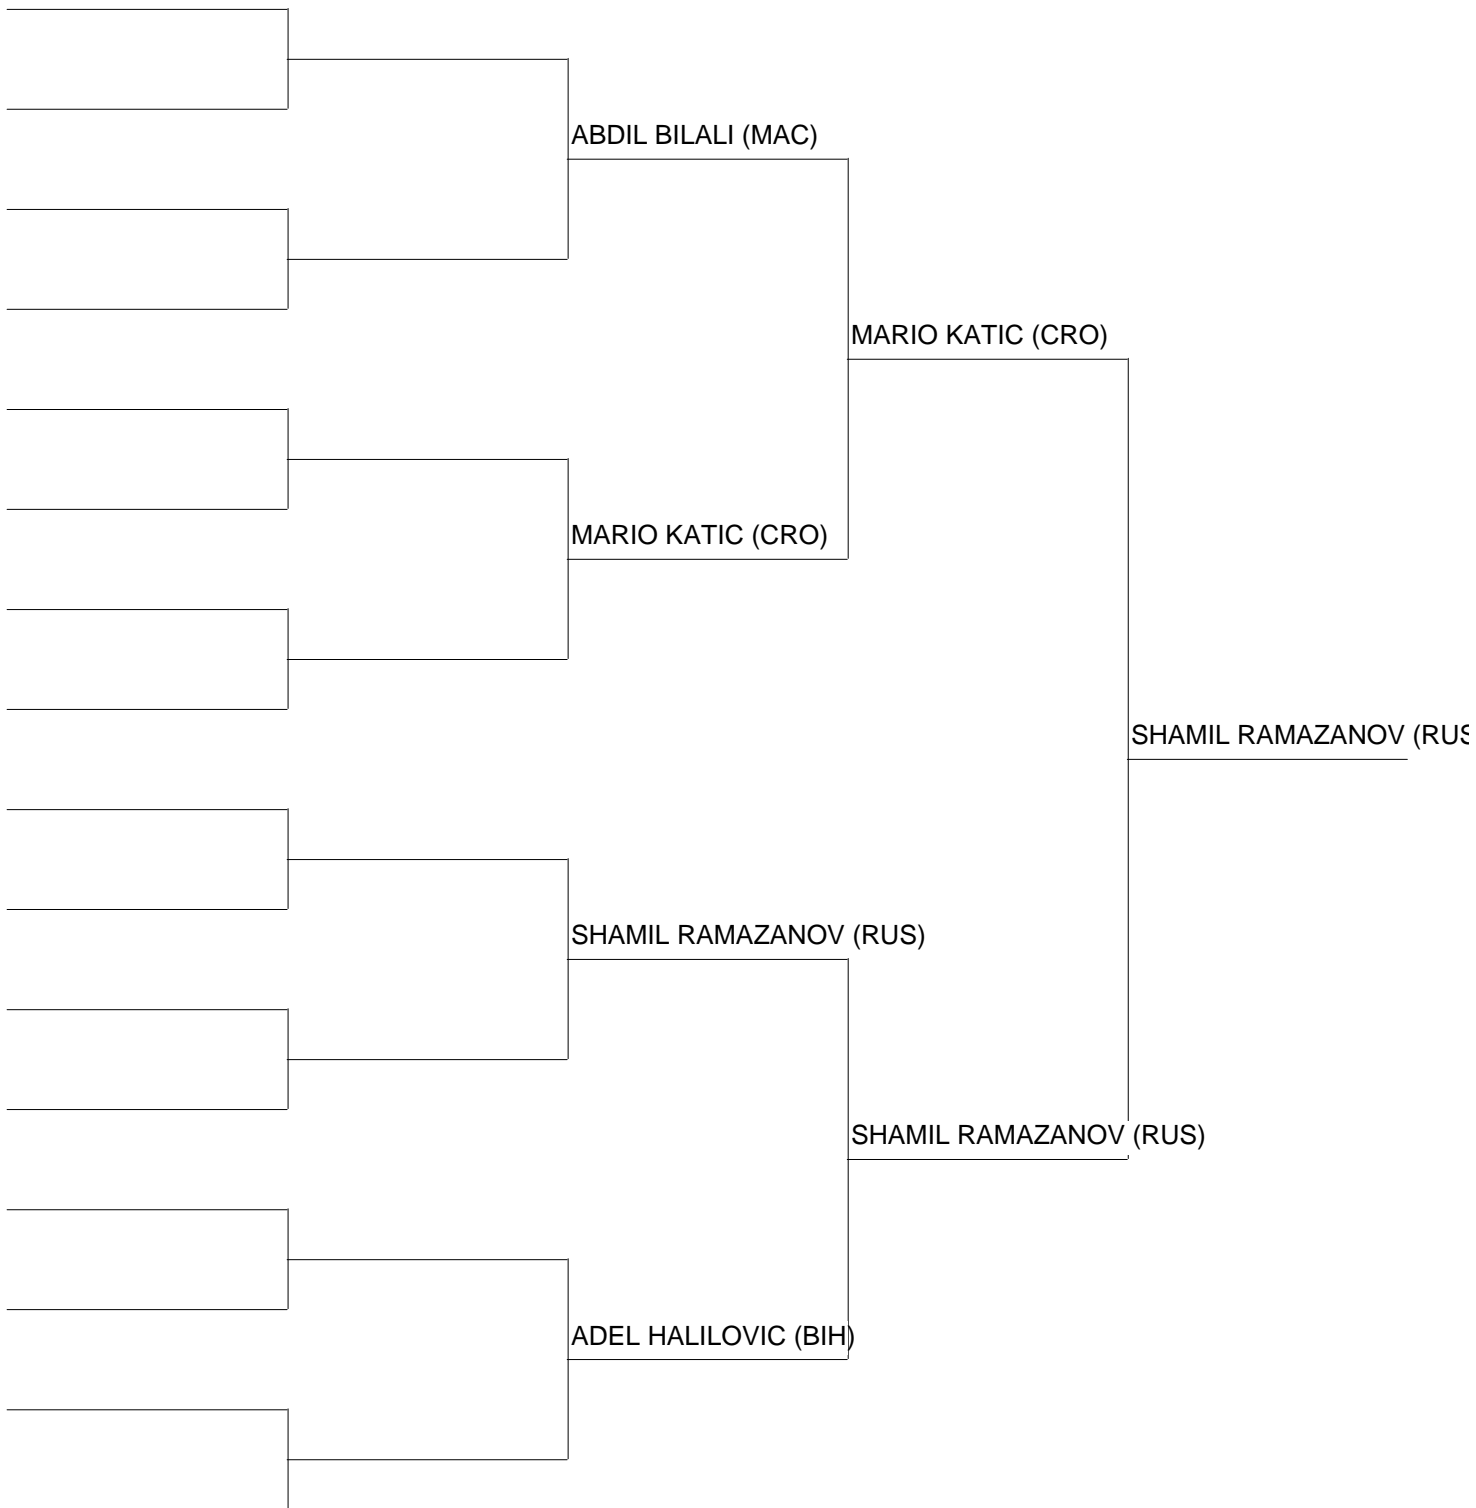 ABDIL BILALI (MAC)
MARIO KATIC (CRO)
MARIO KATIC (CRO)
SHAMIL RAMAZANOV (RUS
SHAMIL RAMAZANOV (RUS)
SHAMIL RAMAZANOV (RUS)
ADEL HALILOVIC (BIH)